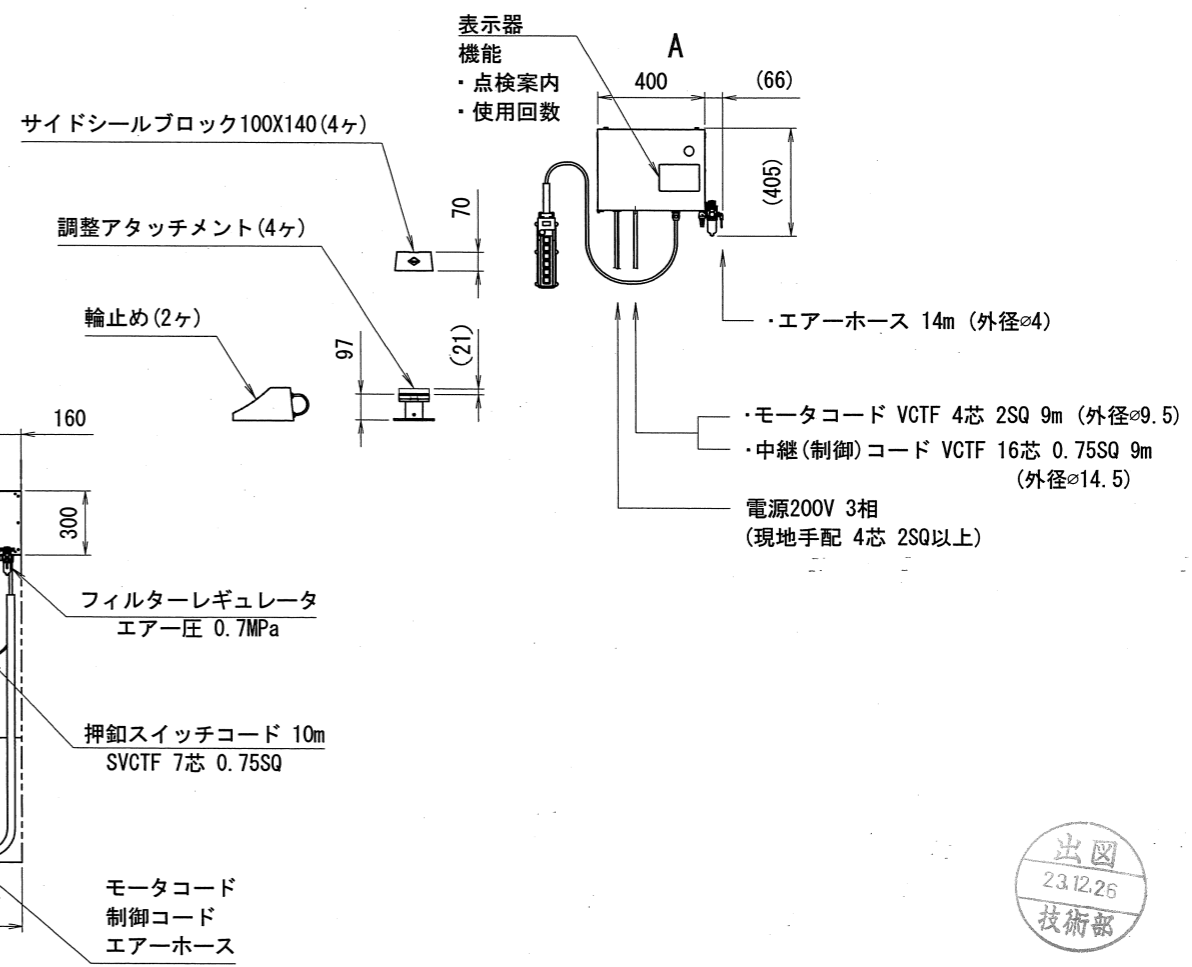 表示器
機能
・点検案内
・使用回数
A
400
(66)
(405)
サイドシールブロック100X140(4ヶ)
70
調整アタッチメント(4ヶ)
97
(21)
輪止め(2ヶ)
・エアーホース 14m (外径⌀4)
・モータコード VCTF 4芯 2SQ 9m (外径⌀9.5)
・中継(制御)コード VCTF 16芯 0.75SQ 9m
(外径⌀14.5)
電源200V 3相
(現地手配 4芯 2SQ以上)
160
300
フィルターレギュレータ
エアー圧 0.7MPa
押釦スイッチコード 10m
SVCTF 7芯 0.75SQ
モータコード
制御コード
エアーホース
出図
23.12.26
技術部